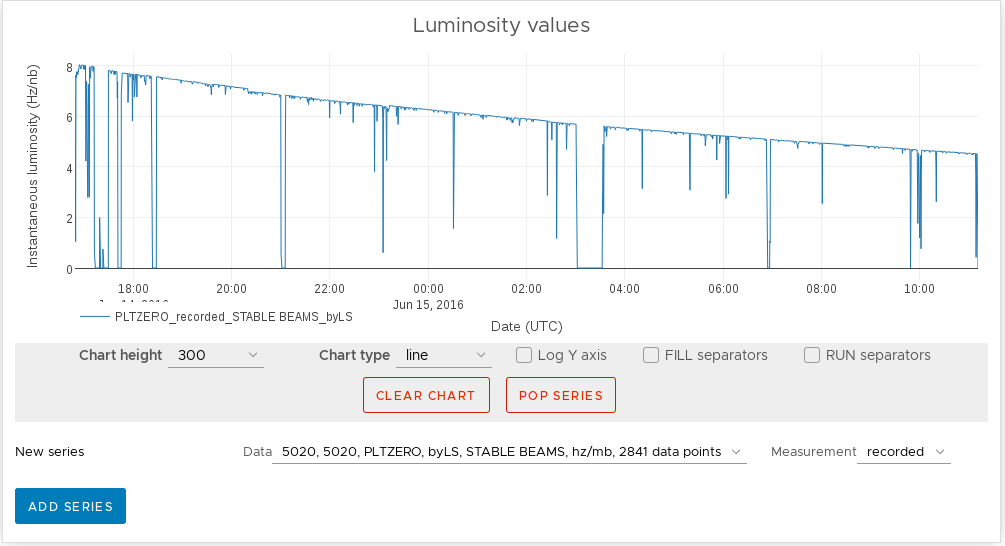 Luminosity values
Instantaneous luminosity (Hz/nb)
8
6
4
2
0
18:00 20:00 22:00 00:00 02:00 04:00 06:00 08:00 10:00
Jun 15, 2016
PLTZERO_recorded_STABLE BEAMS_byLS
Date (UTC)
Chart height 300 Chart type line Log Y axis FILL separators RUN separators
CLEAR CHART POP SERIES
New series Data 5020, 5020, PLTZERO, byLS, STABLE BEAMS, hz/mb, 2841 data points Measurement recorded
ADD SERIES